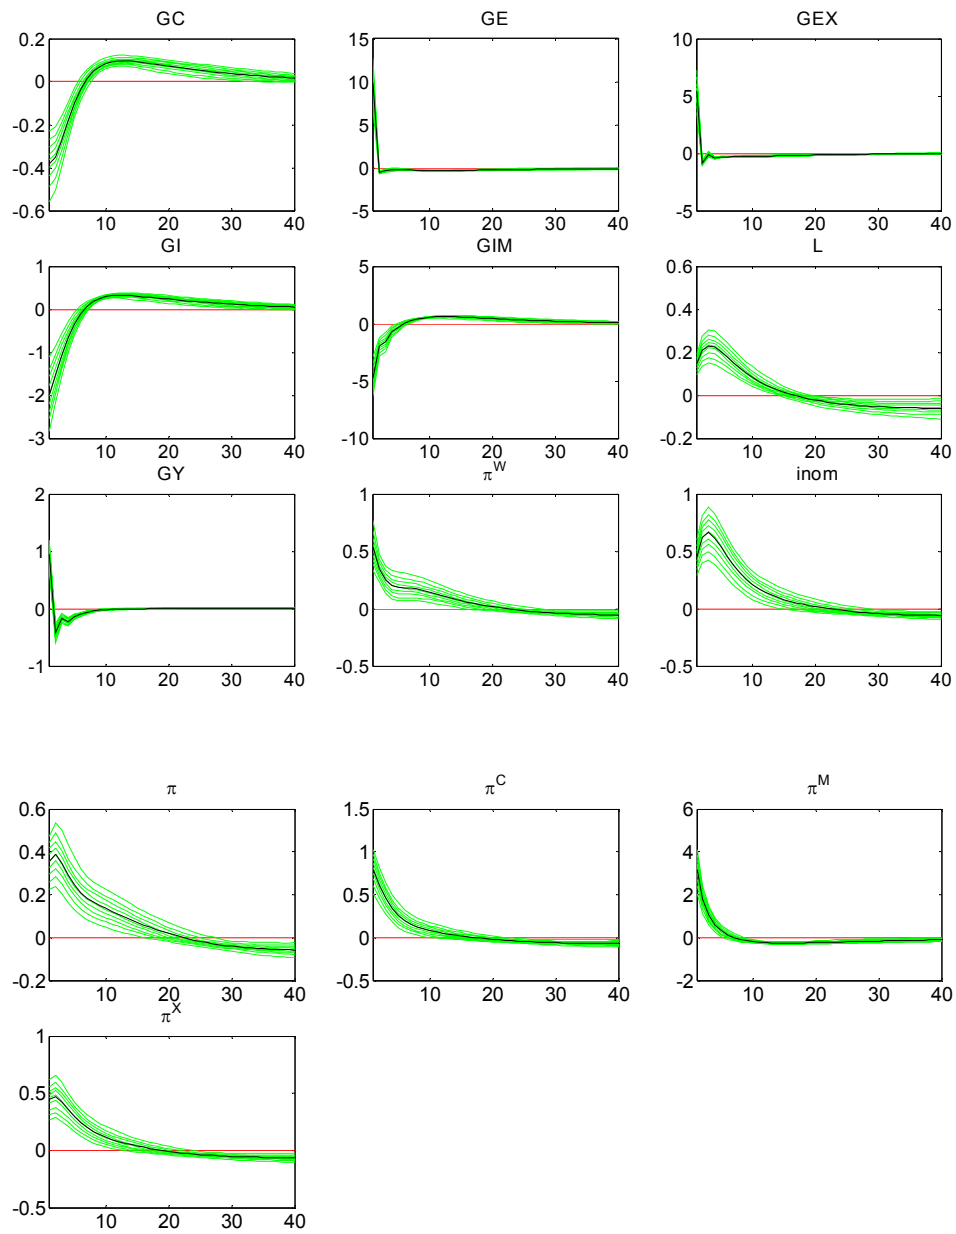 GC GE GEX
0.2 15 10
0 10 5
-0.2 5 0
-0.4 0
-0.6 -5 -5
10 20 30 40 10 20 30 40 10 20 30 40
GI GIM L
1 5 0.6
0 0 0.4
-1 0.2
-2 -5 0
-3 -10 -0.2
10 20 30 40 10 20 30 40 10 20 30 40
GY π^W inom
2 1 1
1 0.5 0.5
0 0 0
-1 -0.5 -0.5
10 20 30 40 10 20 30 40 10 20 30 40
π π^C π^M
0.6 1.5 6
0.4 1 4
0.2 0.5 2
0 0 0
-0.2 -0.5 -2
10 20 30 40 10 20 30 40 10 20 30 40
π^X
1
0.5
0
-0.5
10 20 30 40